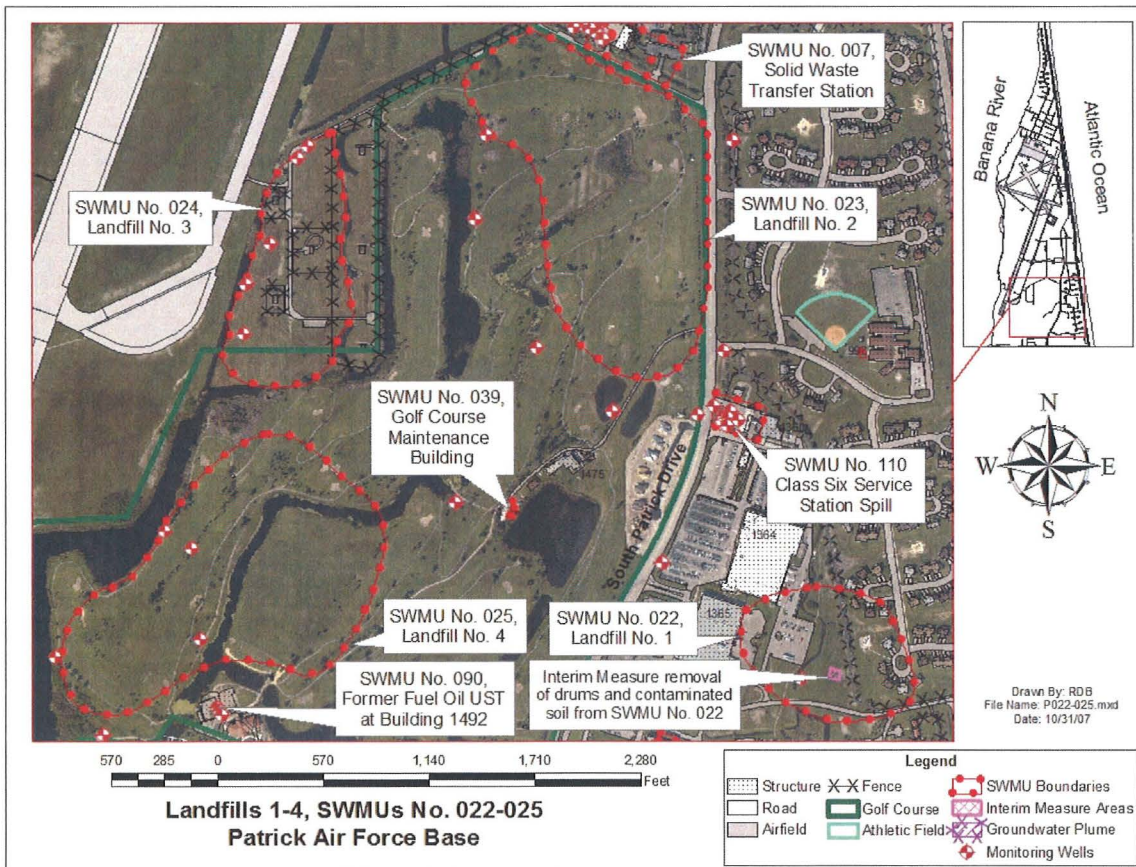 SWMU No. 007,
Solid Waste
Transfer Station
SWMU No. 024,
Landfill No. 3
SWMU No. 023,
Landfill No. 2
SWMU No. 039,
Golf Course
Maintenance
Building
1475
SWMU No. 110
Class Six Service
Station Spill
South Patrick Drive
1364
1365
SWMU No. 025,
Landfill No. 4
SWMU No. 022,
Landfill No. 1
SWMU No. 090,
Former Fuel Oil UST
at Building 1492
Interim Measure removal
of drums and contaminated
soil from SWMU No. 022
Banana River
Atlantic Ocean
N
W E
S
Drawn By: RDB
File Name: P022-025.mxd
Date: 10/31/07
570 285 0 570 1,140 1,710 2,280
Feet
Landfills 1-4, SWMUs No. 022-025
Patrick Air Force Base
Legend
Structure Fence SWMU Boundaries
Road Golf Course Interim Measure Areas
Airfield Athletic Field Groundwater Plume
Monitoring Wells